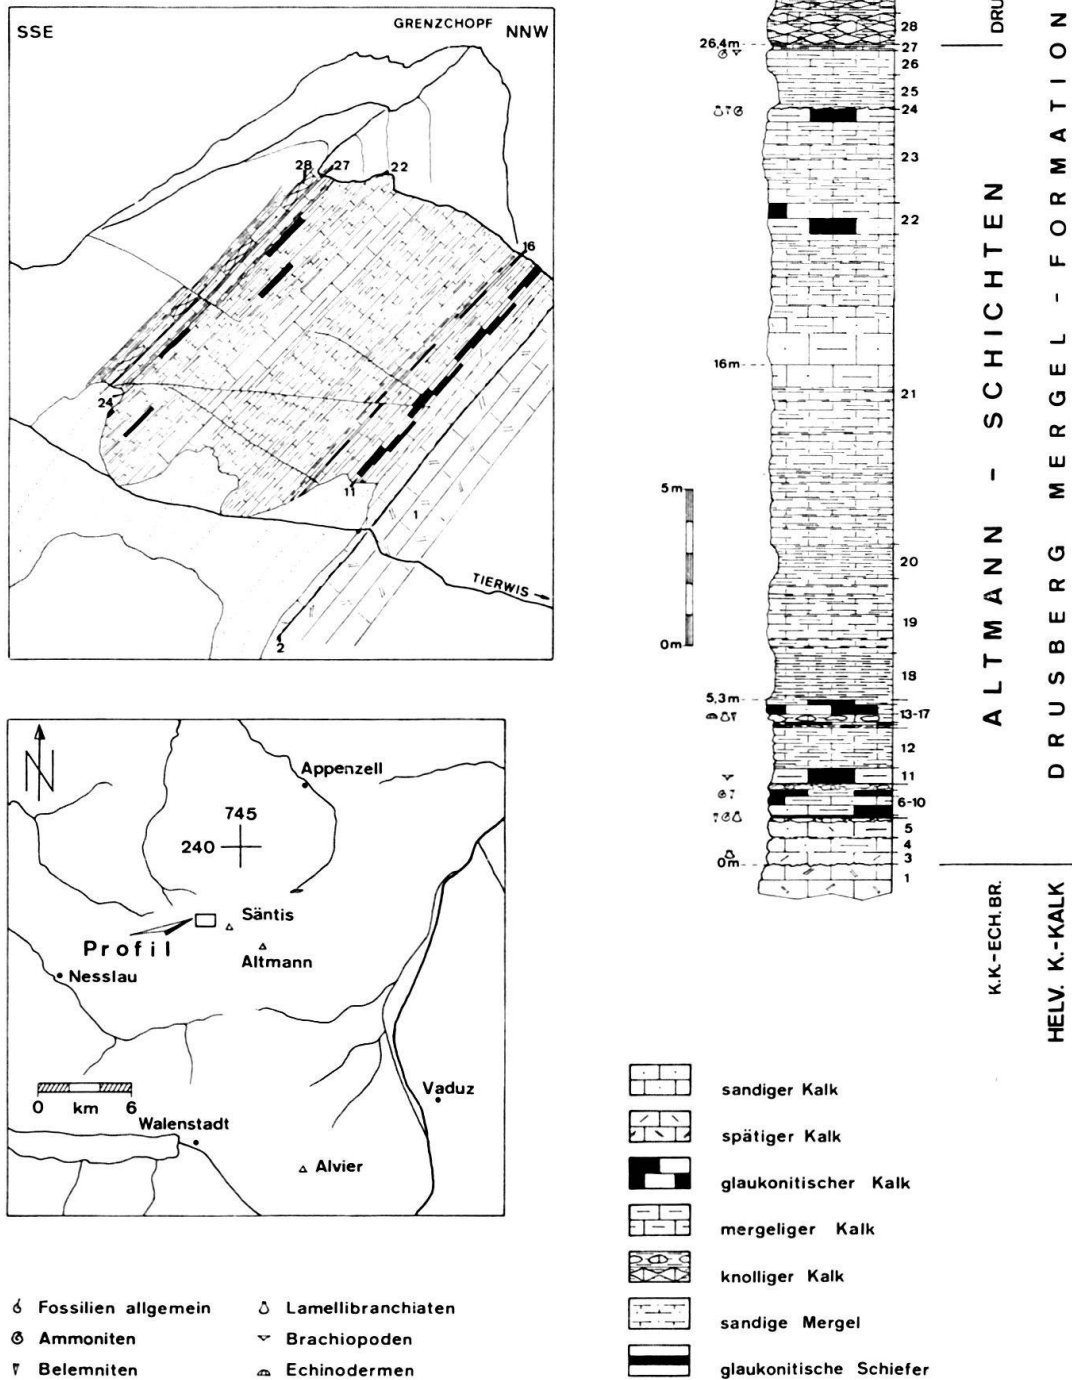 SSE
GRENZCHOPF
NNW
28
27
22
16
24
11
1
TIERWIS
2
DRU
28
26,4m
27
26
25
24
23
22
16m
21
5m
20
19
0m
18
5,3m
13-17
12
11
6-10
5
4
3
0m
1
ALTMANN - SCHICHTEN
DRUSBERG MERGEL - FORMATION
K.K.-ECH.BR.
HELV. K.-KALK
N
Appenzell
745
240
Säntis
Profil
Altmann
Nesslau
Vaduz
0 km 6
Walenstadt
Alvier
Fossilien allgemein
Ammoniten
Belemniten
Lamellibranchiaten
Brachiopoden
Echinodermen
sandiger Kalk
spätiger Kalk
glaukonitischer Kalk
mergeliger Kalk
knolliger Kalk
sandige Mergel
glaukonitische Schiefer